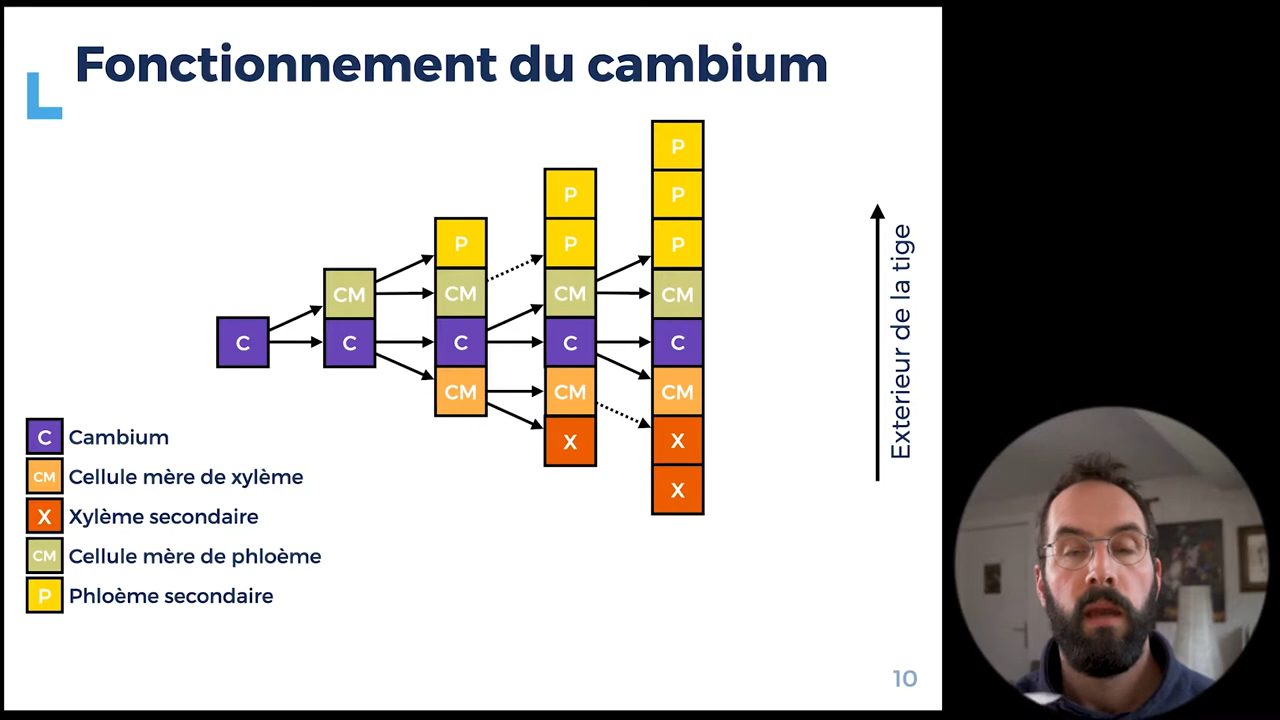 Fonctionnement du cambium
P
P P
P P P
CM CM CM CM
C C C C C
CM CM CM
X X
X
Exterieur de la tige
C Cambium
CM Cellule mère de xylème
X Xylème secondaire
CM Cellule mère de phloème
P Phloème secondaire
10